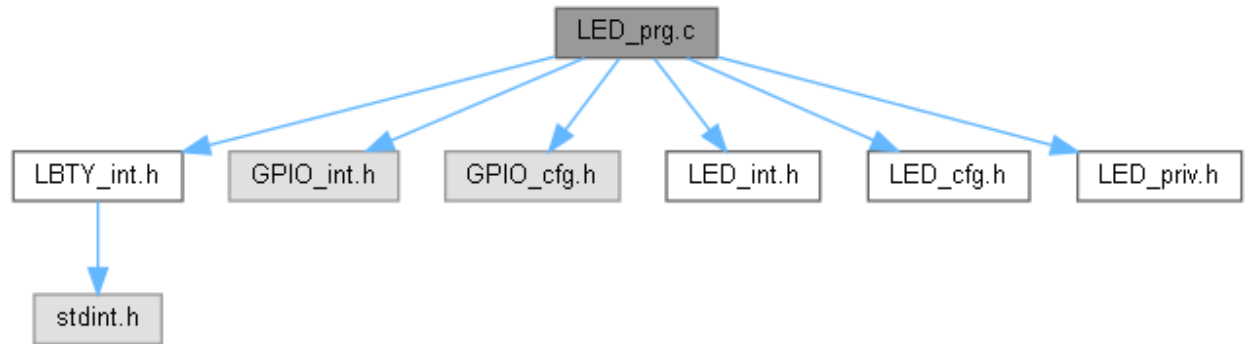 LED_prg.c
LBTY_int.h
GPIO_int.h
GPIO_cfg.h
LED_int.h
LED_cfg.h
LED_priv.h
stdint.h